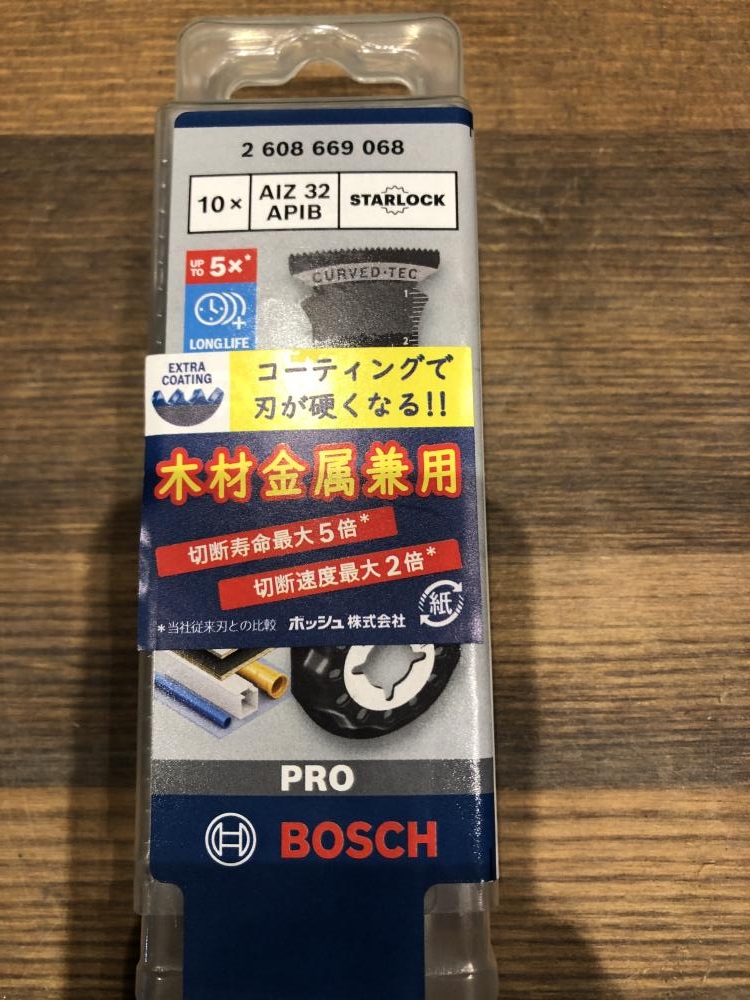 2 608 669 068
10× AIZ 32 STARLOCK
APIB
UP TO 5×*
CURVED-TEC
1
2
LONG LIFE
EXTRA
COATING
コーティングで
刃が硬くなる!!
木材金属兼用
切断寿命最大5倍*
切断速度最大2倍*
紙
*当社従来刃との比較 ボッシュ株式会社
PRO
BOSCH